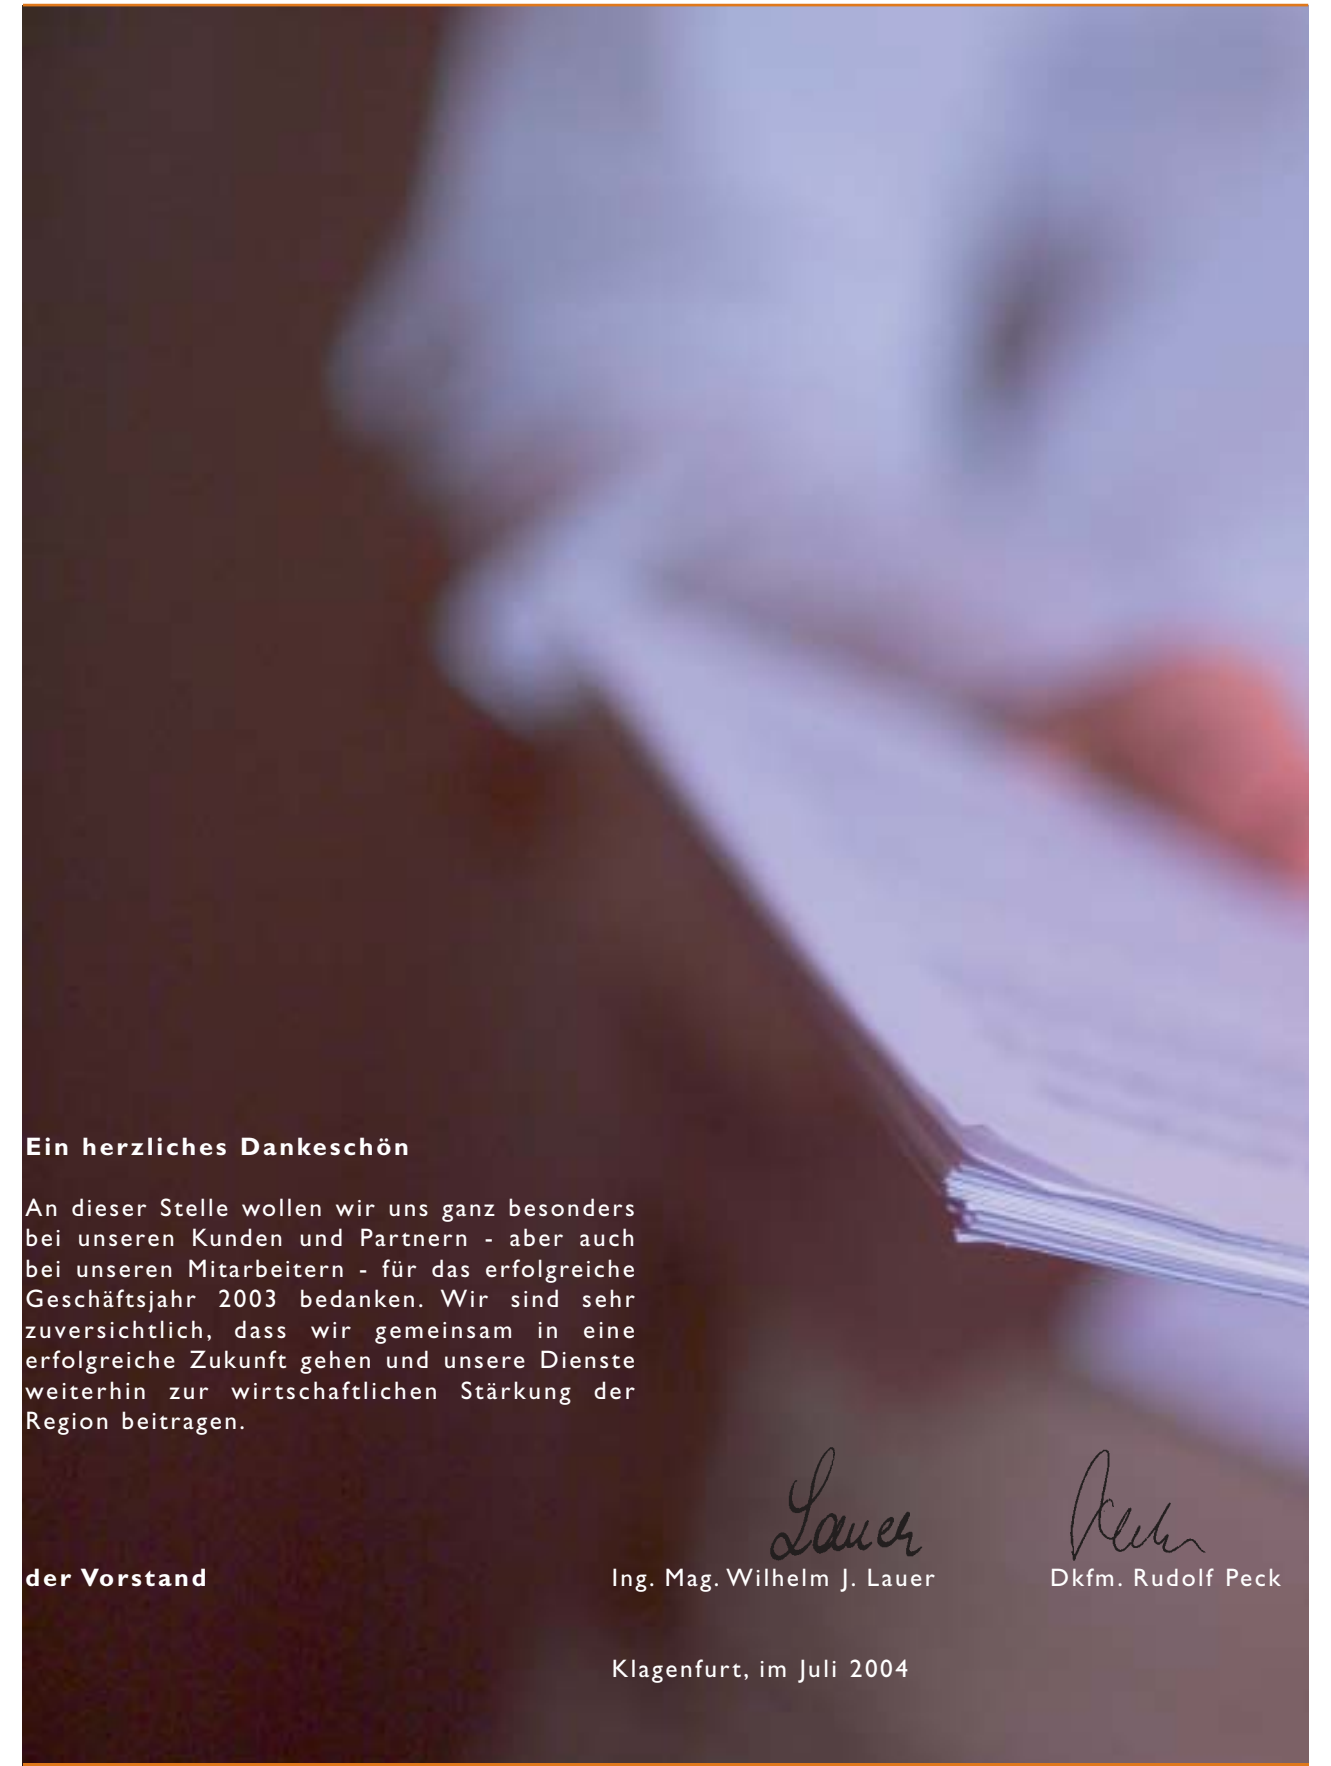 Ein herzliches Dankeschön
An dieser Stelle wollen wir uns ganz besonders
bei unseren Kunden und Partnern - aber auch
bei unseren Mitarbeitern - für das erfolgreiche
Geschäftsjahr 2003 bedanken. Wir sind sehr
zuversichtlich, dass wir gemeinsam in eine
erfolgreiche Zukunft gehen und unsere Dienste
weiterhin zur wirtschaftlichen Stärkung der
Region beitragen.
Lauer Peck
der Vorstand Ing. Mag. Wilhelm J. Lauer Dkfm. Rudolf Peck
Klagenfurt, im Juli 2004